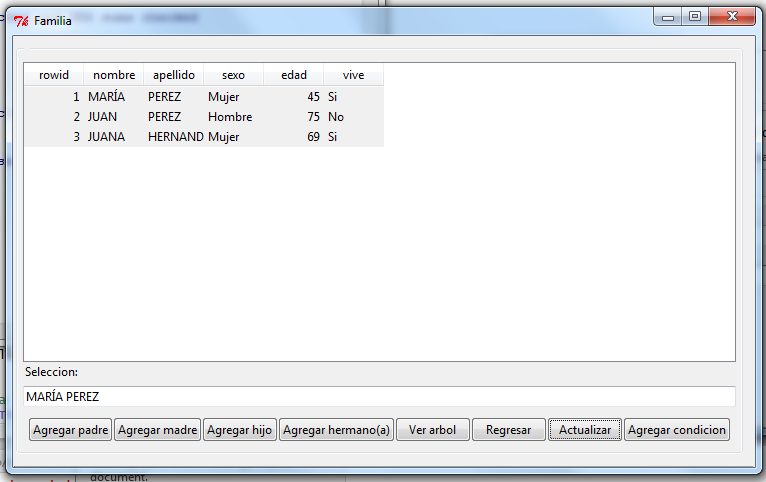 Familia
rowid nombre apellido sexo edad vive
1 MARÍA PEREZ Mujer 45 Si
2 JUAN PEREZ Hombre 75 No
3 JUANA HERNAND Mujer 69 Si
Seleccion:
MARÍA PEREZ
Agregar padre Agregar madre Agregar hijo Agregar hermano(a) Ver arbol Regresar Actualizar Agregar condicion
document.